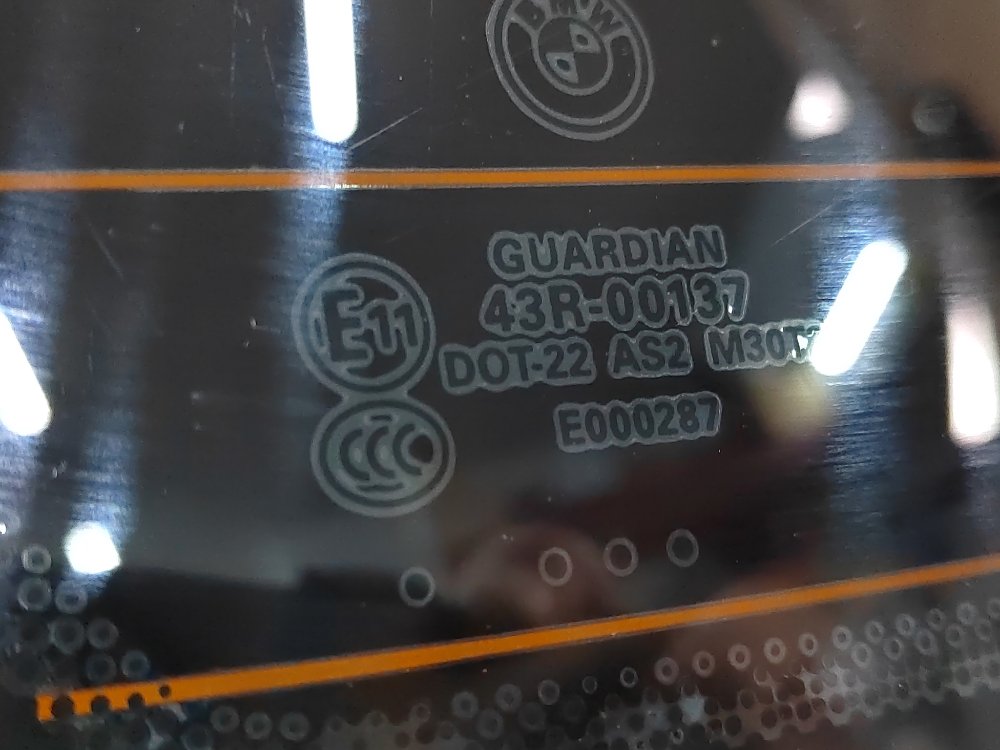 BMW
GUARDIAN
E11
43R-00137
DOT-22 AS2
CCC
E000287